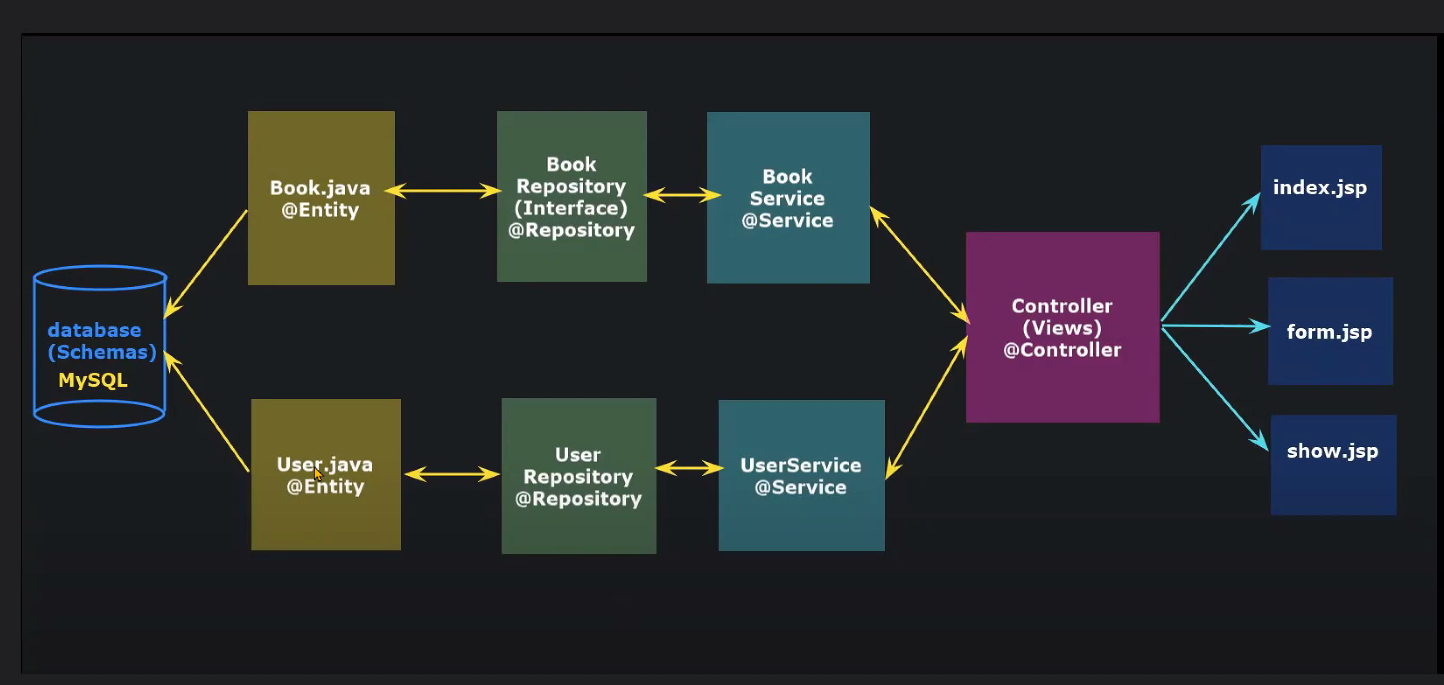 Book.java
@Entity
Book
Repository
(Interface)
@Repository
Book
Service
@Service
index.jsp
database
(Schemas)
MySQL
Controller
(Views)
@Controller
form.jsp
User.java
@Entity
User
Repository
@Repository
UserService
@Service
show.jsp